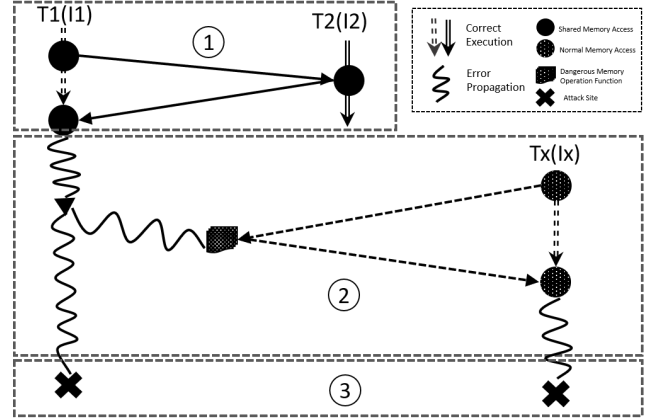 T1(I1)
T2(I2)
1
Correct
Execution
Error
Propagation
Shared Memory Access
Normal Memory Access
Dangerous Memory
Operation Function
Attack Site
Tx(Ix)
2
3